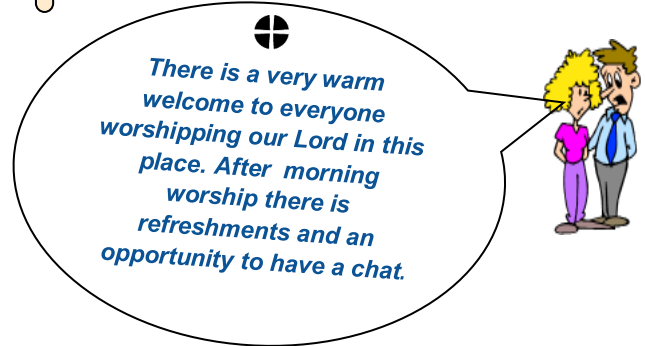 There is a very warm
welcome to everyone
worshipping our Lord in this
place. After  morning
worship there is
refreshments and an
opportunity to have a chat.